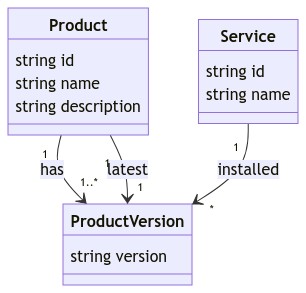 Product
string id
string name
string description
Service
string id
string name
1
has
1..*
1
latest
1
1
installed
*
ProductVersion
string version